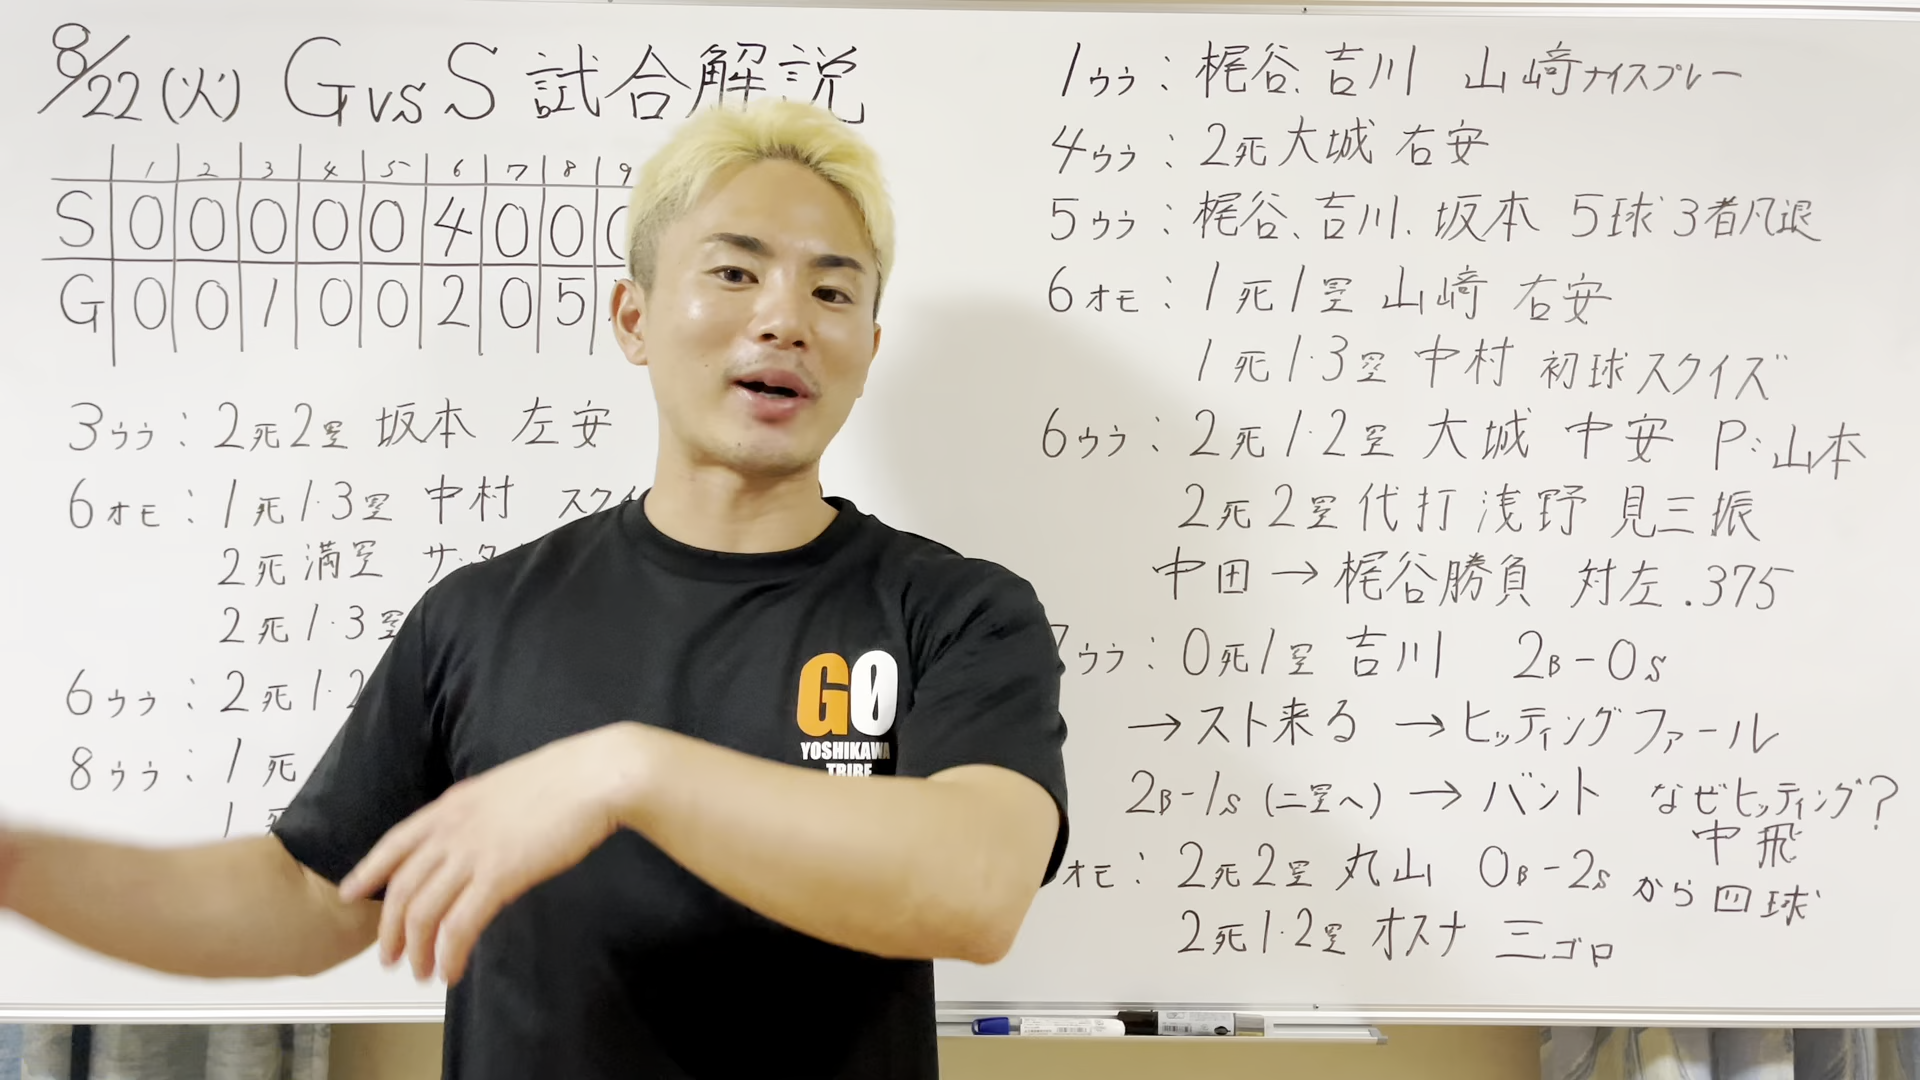 8/22(火) G vs S 試合解説
1 2 3 4 5 6 7 8 9
S 0 0 0 0 0 4 0 0 0
G 0 0 1 0 0 2 0 5
3ウラ:2死2塁 坂本 左安
6オモ:1死1·3塁 中村 スクイ
2死満塁 サンタ
2死1·3塁
6ウラ:2死1·2
8ウラ:1死
1死
1ウラ:梶谷、吉川 山﨑ナイスプレー
4ウラ:2死大城 右安
5ウラ:梶谷、吉川、坂本 5球3者凡退
6オモ:1死1塁 山﨑 右安
1死1·3塁 中村 初球スクイズ
6ウラ:2死1·2塁 大城 中安 P:山本
2死2塁代打 浅野 見三振
中田→梶谷勝負 対左.375
7ウラ:0死1塁 吉川 2B-0S
→スト来る →ヒッティングファール
2B-1S(二塁へ)→バント なぜヒッティング?
中飛
オモ:2死2塁 丸山 0B-2Sから四球
2死1·2塁 オスナ 三ゴロ
GO
YOSHIKAWA
TRIBE